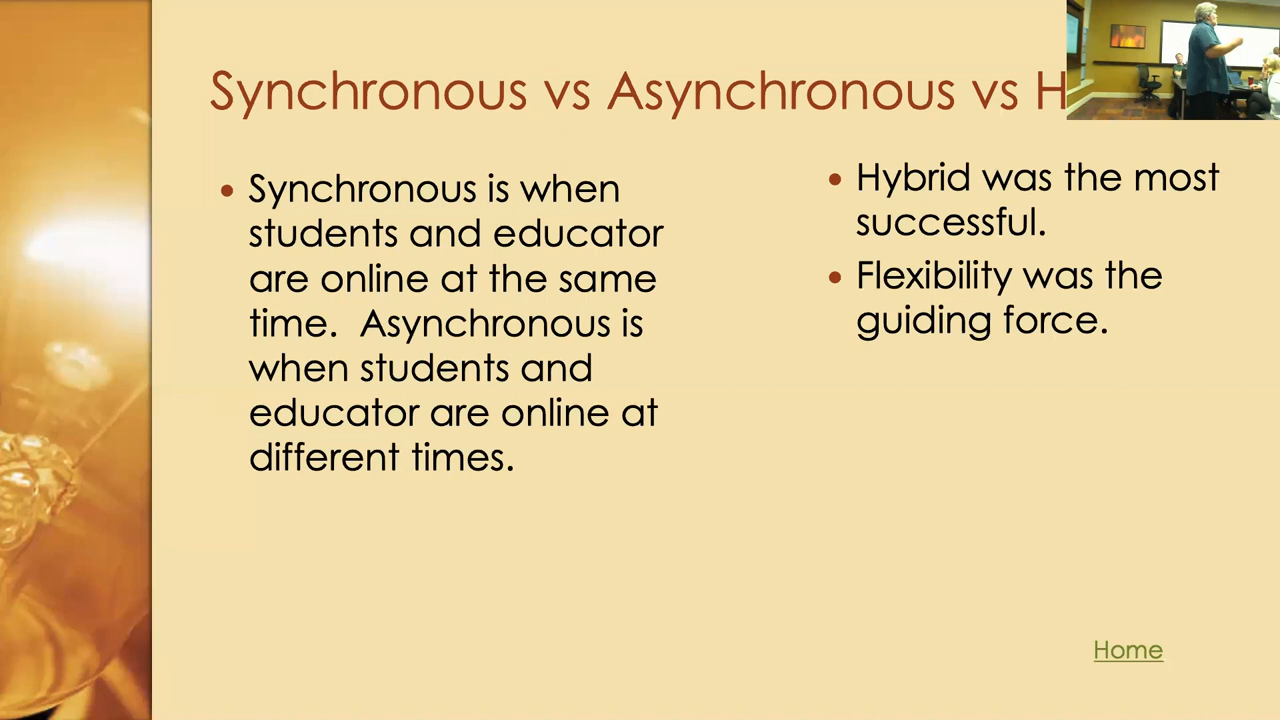 Synchronous vs Asynchronous vs H
Synchronous is when
students and educator
are online at the same
time.  Asynchronous is
when students and
educator are online at
different times.
Hybrid was the most
successful.
Flexibility was the
guiding force.
Home